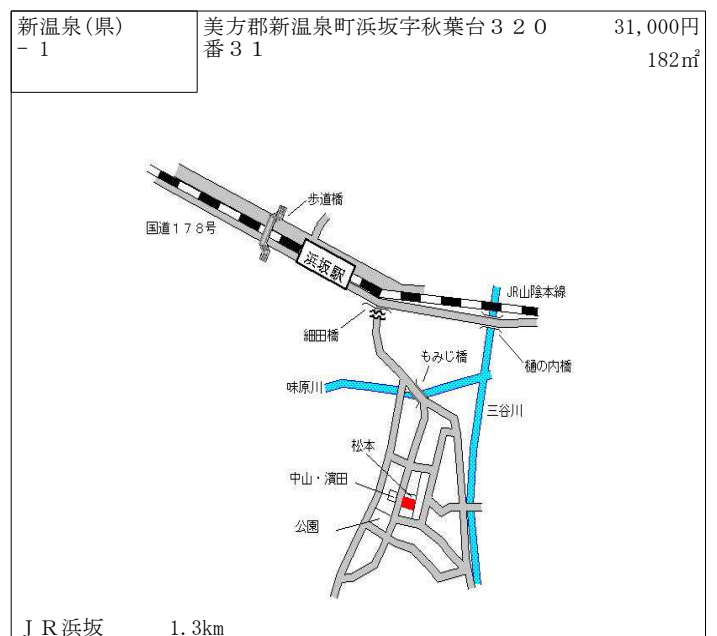 新温泉(県)
－1
美方郡新温泉町浜坂字秋葉台３２０
番３１
31,000円
182㎡
歩道橋
国道１７８号
浜坂駅
JR山陰本線
細田橋
もみじ橋
樋の内橋
味原川
三谷川
松本
中山・濱田
公園
ＪＲ浜坂 1.3km